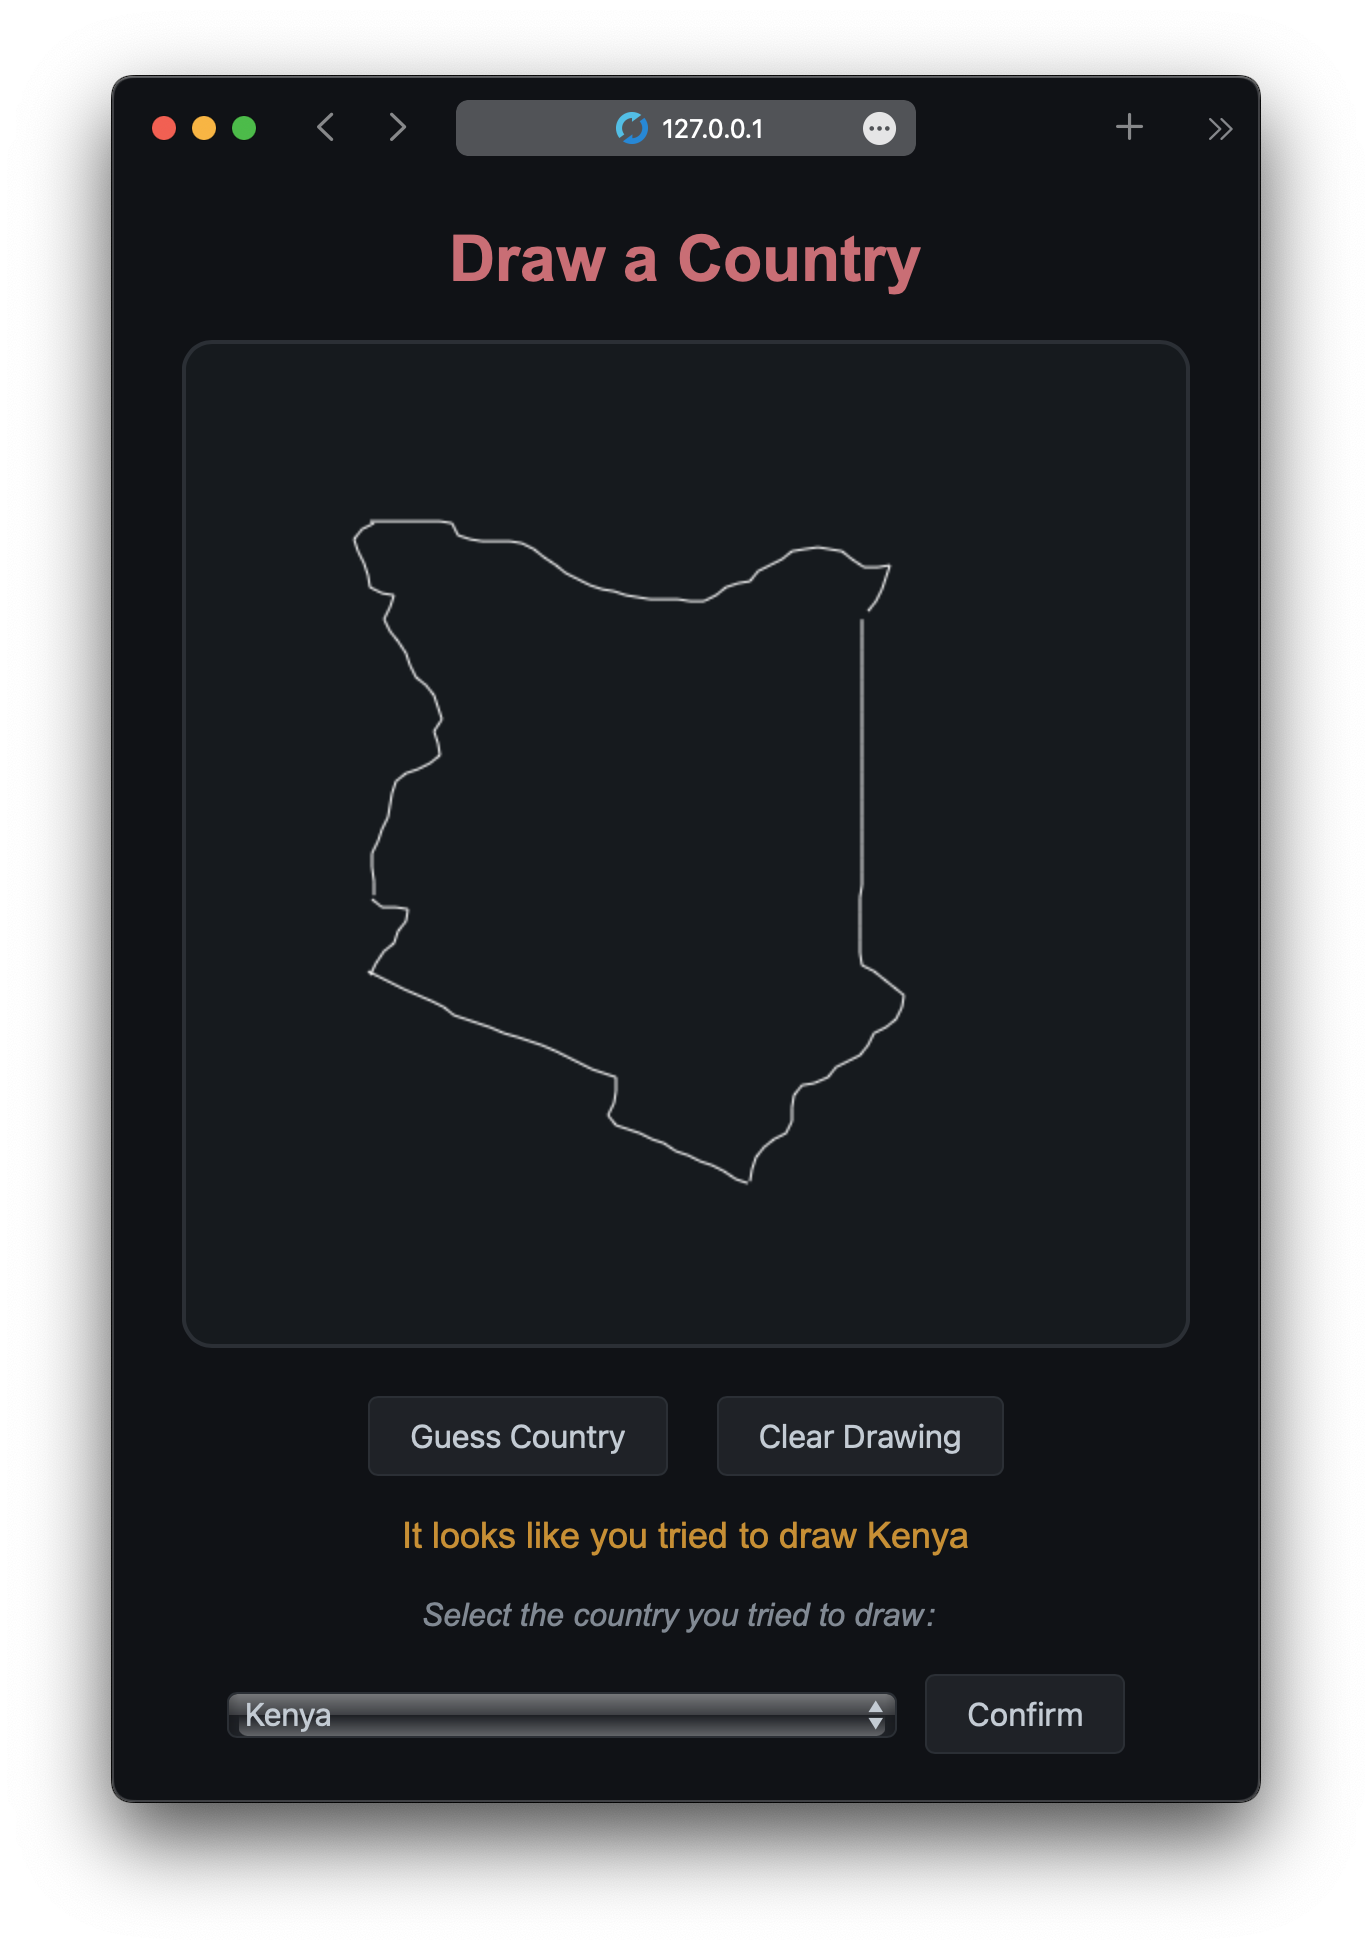 127.0.0.1
Draw a Country
Guess Country
Clear Drawing
It looks like you tried to draw Kenya
Select the country you tried to draw:
Kenya
Confirm